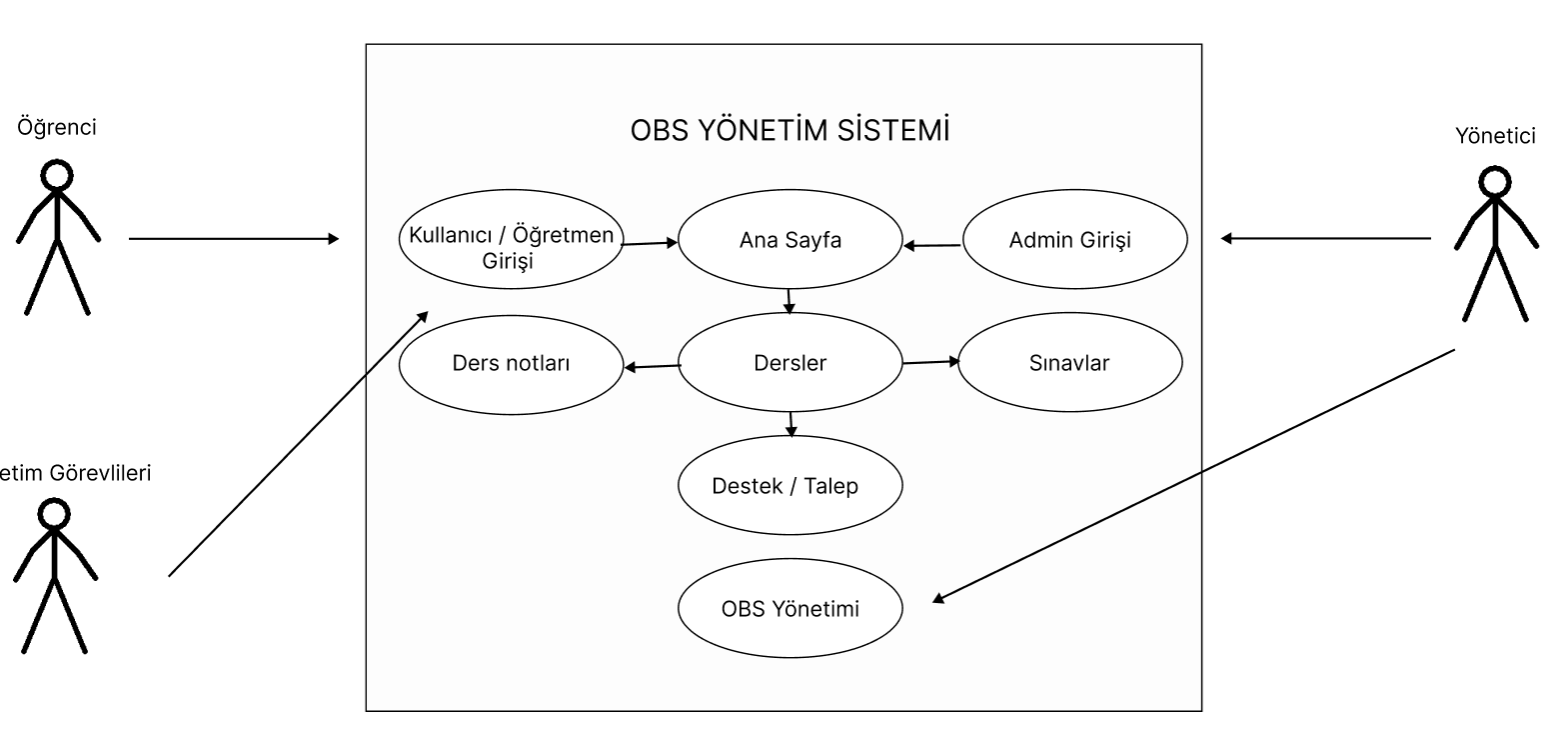 Öğrenci
OBS YÖNETİM SİSTEMİ
Yönetici
Kullanıcı / Öğretmen
Girişi
Ana Sayfa
Admin Girişi
Ders notları
Dersler
Sınavlar
Görevlileri
Destek / Talep
OBS Yönetimi